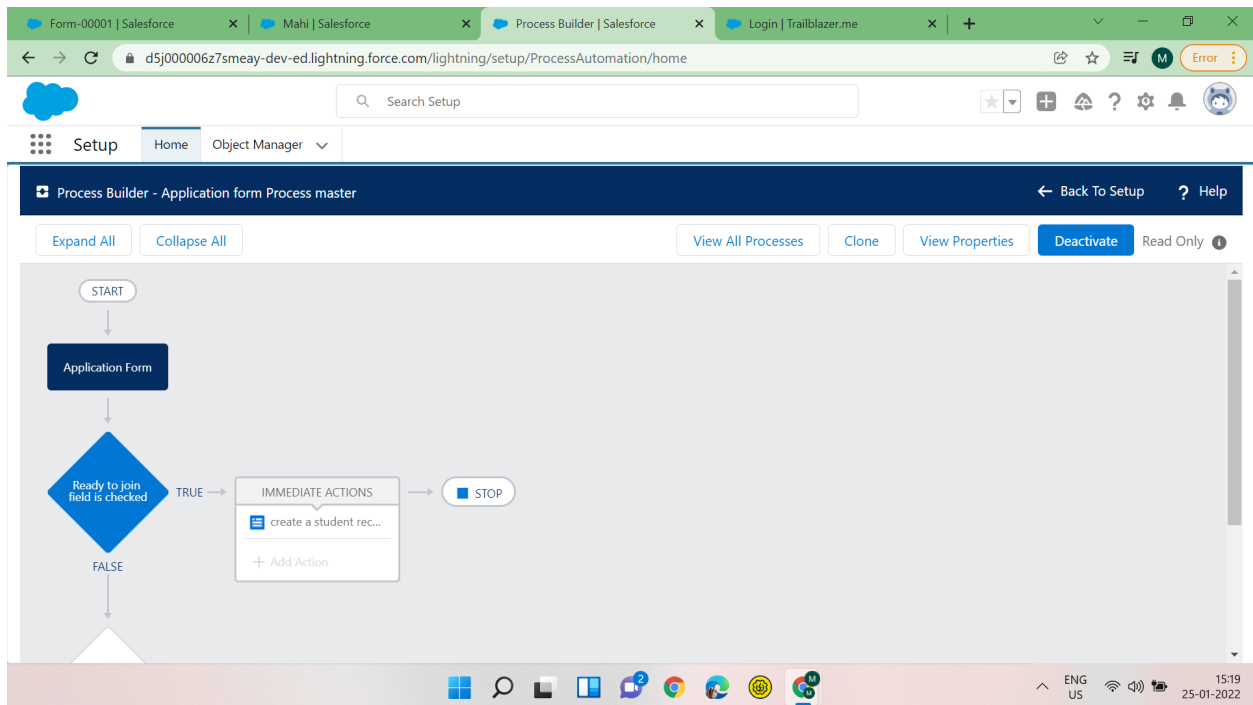 Form-00001 | Salesforce
Mahi | Salesforce
Process Builder | Salesforce
Login | Trailblazer.me
d5j000006z7smeay-dev-ed.lightning.force.com/lightning/setup/ProcessAutomation/home
M
Error
Search Setup
Setup
Home
Object Manager
Process Builder - Application form Process master
Back To Setup
? Help
Expand All
Collapse All
View All Processes
Clone
View Properties
Deactivate
Read Only
START
Application Form
Ready to join
field is checked
TRUE
IMMEDIATE ACTIONS
STOP
create a student rec...
+ Add Action
FALSE
2
M
M
ENG
US
15:19
25-01-2022